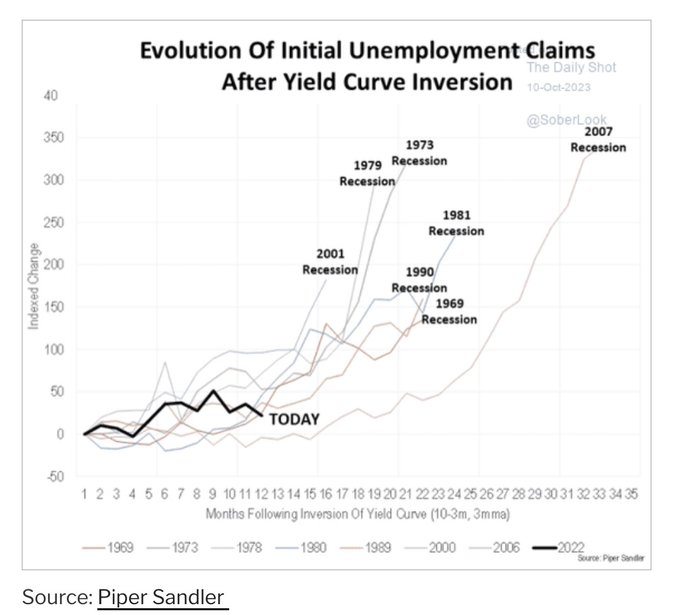 Evolution Of Initial Unemployment Claims
After Yield Curve Inversion
The Daily Shot
10-Oct-2023
@SoberLook
40
350
300
250
200
150
100
50
0
-50
Indexed Change
2007
Recession
1973
Recession
1979
Recession
1981
Recession
2001
Recession
1990
Recession
1969
Recession
TODAY
1 2 3 4 5 6 7 8 9 10 11 12 13 14 15 16 17 18 19 20 21 22 23 24 25 26 27 28 29 30 31 32 33 34 35
Months Following Inversion Of Yield Curve (10-3m, 3mma)
1969 1973 1978 1980 1989 2000 2006 2022
Source: Piper Sandler
Source: Piper Sandler